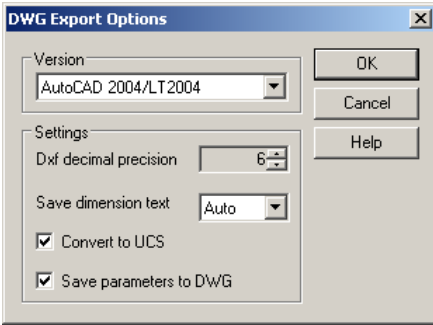 DWG Export Options
Version
AutoCAD 2004/LT2004
OK
Cancel
Help
Settings
Dxf decimal precision 6
Save dimension text Auto
Convert to UCS
Save parameters to DWG